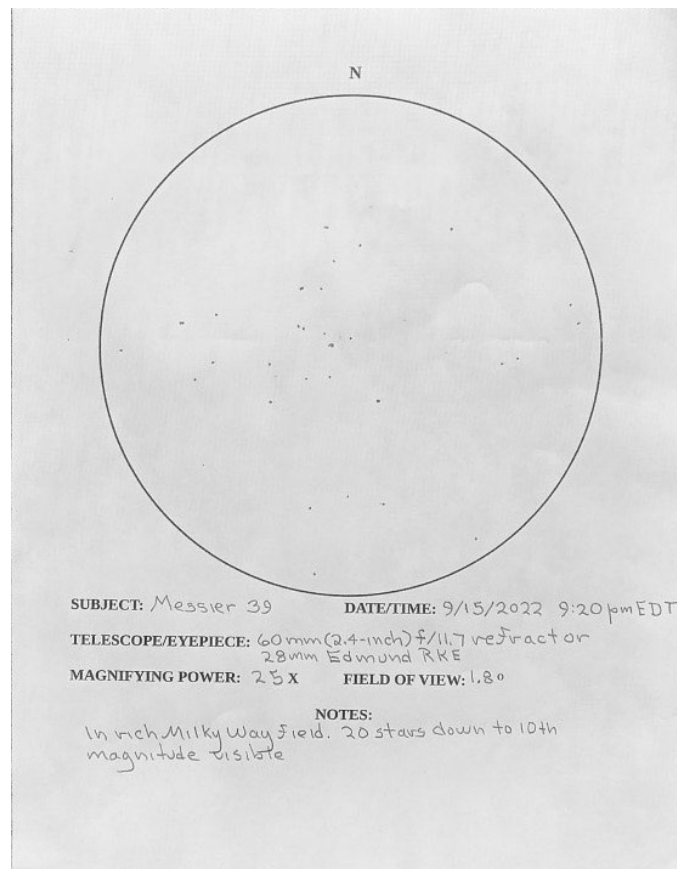 N
SUBJECT: Messier 39 DATE/TIME: 9/15/2022 9:20pm EDT
TELESCOPE/EYEPIECE: 60mm (2.4-inch) f/11.7 refractor
28mm Edmund RKE
MAGNIFYING POWER: 25 X FIELD OF VIEW: 1.8°
NOTES:
In rich Milky Way field. 20 stars down to 10th
magnitude visible